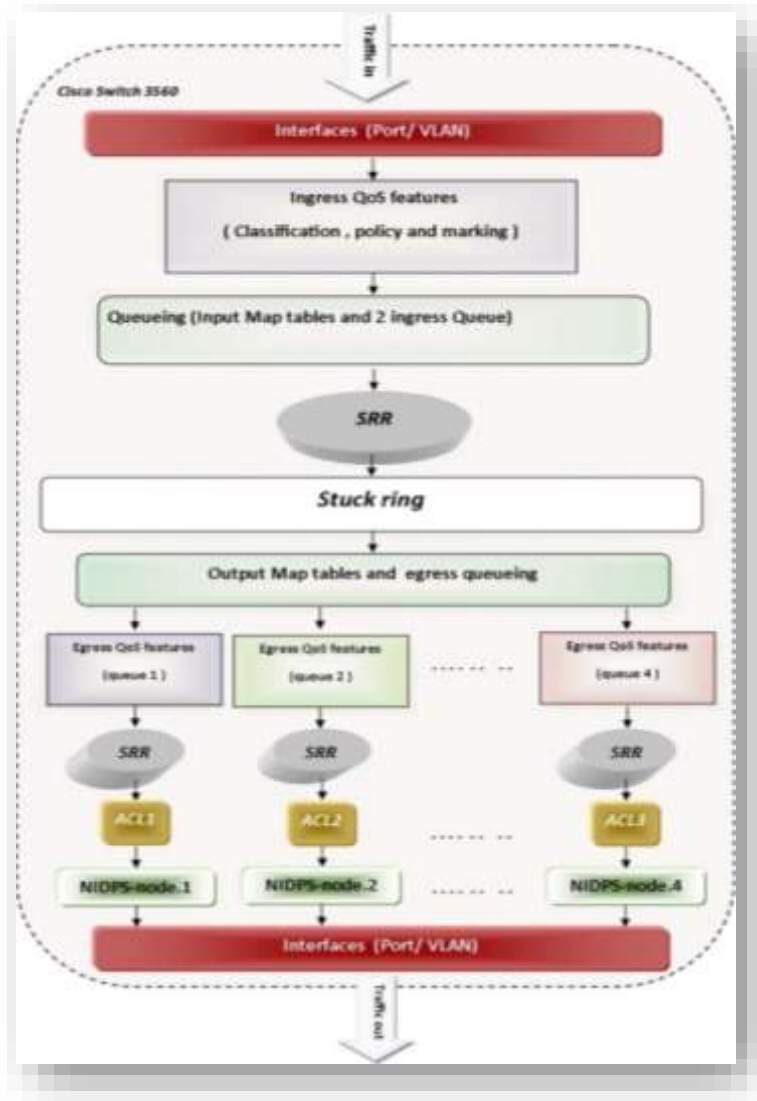 Traffic in
Cisco Switch 3560
Interfaces (Port/ VLAN)
Ingress QoS features
( Classification , policy and marking )
Queueing (Input Map tables and 2 ingress Queue)
SRR
Stuck ring
Output Map tables and egress queueing
Egress QoS features
(queue 1 )
Egress QoS features
(queue 2 )
Egress QoS features
(queue 4 )
SRR
SRR
SRR
ACL1
ACL2
ACL3
NIDPS-node.1
NIDPS-node.2
NIDPS-node.4
Interfaces (Port/ VLAN)
Traffic out